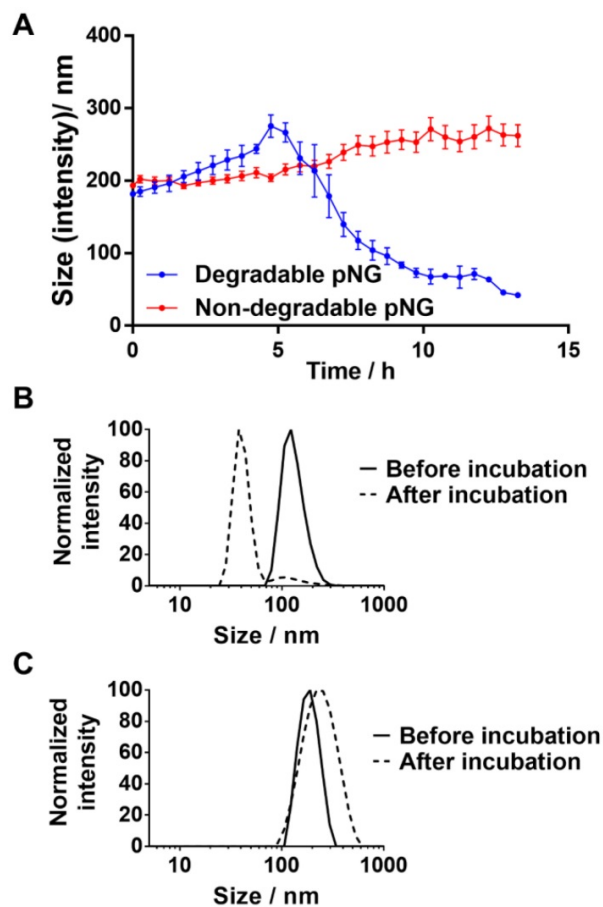 A
Size (intensity)/ nm
400
300
200
100
0
Degradable pNG
Non-degradable pNG
0 5 10 15
Time / h
B
Normalized
intensity
100
80
60
40
20
0
Before incubation
After incubation
10 100 1000
Size / nm
C
Normalized
intensity
100
80
60
40
20
0
Before incubation
After incubation
10 100 1000
Size / nm